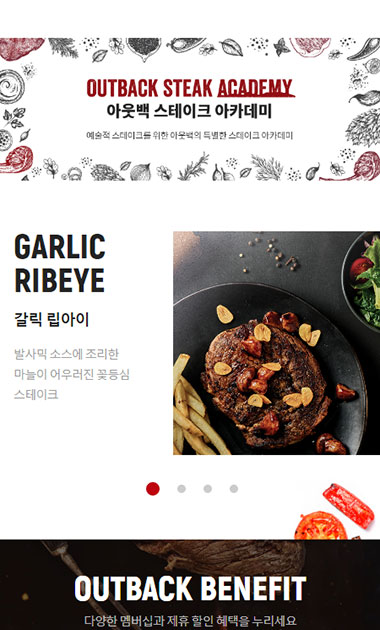 OUTBACK STEAK ACADEMY
아웃백 스테이크 아카데미
예술적 스테이크를 위한 아웃백의 특별한 스테이크 아카데미
GARLIC
RIBEYE
갈릭 립아이
발사믹 소스에 조리한
마늘이 어우러진 꽃등심
스테이크
OUTBACK BENEFIT
다양한 멤버십과 제휴 할인 혜택을 누리세요